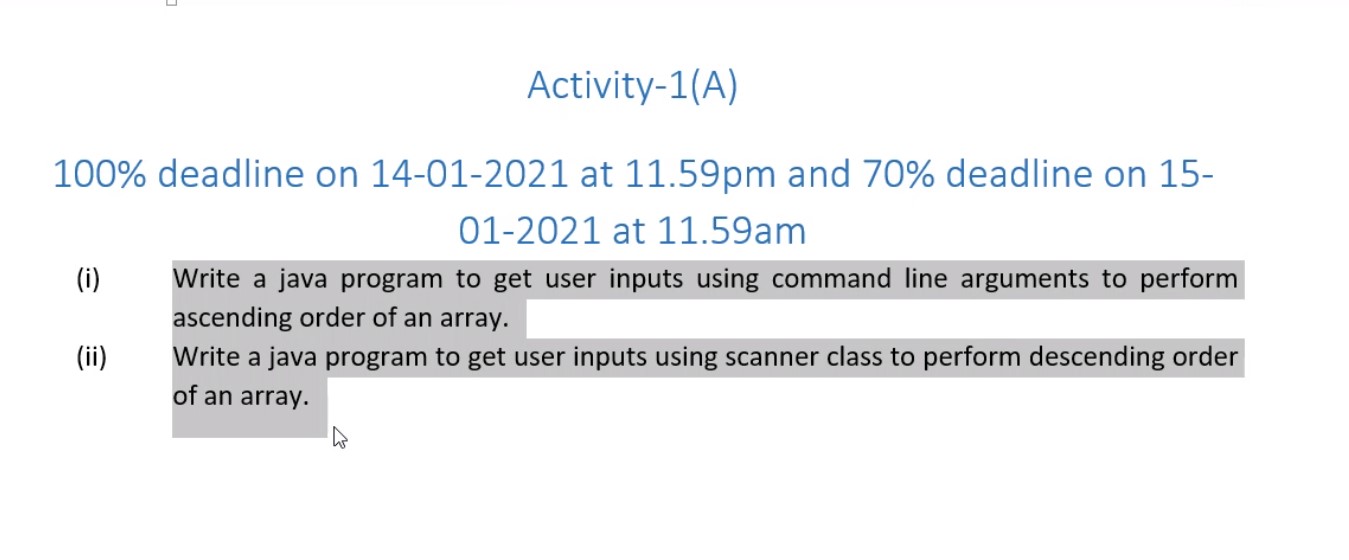 Activity-1(A)
100% deadline on 14-01-2021 at 11.59pm and 70% deadline on 15-
01-2021 at 11.59am
(i) Write a java program to get user inputs using command line arguments to perform
ascending order of an array.
(ii) Write a java program to get user inputs using scanner class to perform descending order
of an array.